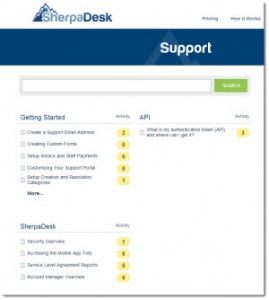 SherpaDesk
Pricing How it Works
Support
SEARCH
Getting Started Activity
Create a Support Email Address 2
Creating Custom Forms 0
Setup Invoice and Staff Payments 0
Customizing Your Support Portal 0
Setup Creation and Resolution
Categories 1
More...
API Activity
What is my authentication token (API)
and where can I get it? 3
SherpaDesk Activity
Security Overview 1
Accessing the Mobile App Toto
Service Level Agreement Reports 0
Account Manager Overview 0